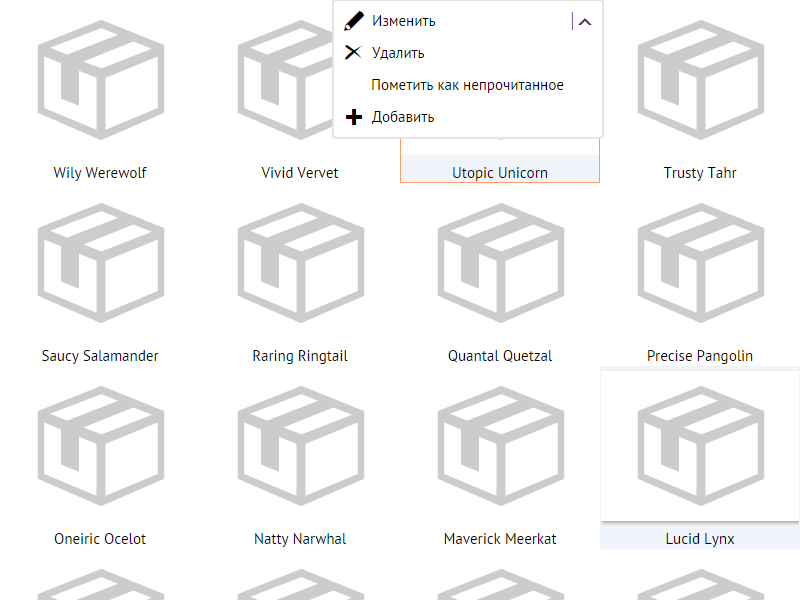 Изменить
Удалить
Пометить как непрочитанное
Добавить
Wily Werewolf
Vivid Vervet
Utopic Unicorn
Trusty Tahr
Saucy Salamander
Raring Ringtail
Quantal Quetzal
Precise Pangolin
Oneiric Ocelot
Natty Narwhal
Maverick Meerkat
Lucid Lynx